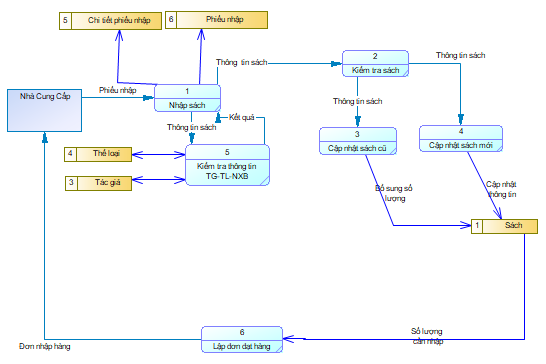 5 Chi tiết phiếu nhập
6 Phiếu nhập
Thông tin sách
2
Kiểm tra sách
Thông tin sách
Nhà Cung Cấp
Phiếu nhập
1
Nhập sách
Thông tin sách
Kết quả
Thông tin sách
3
Cập nhật sách cũ
4
Cập nhật sách mới
4 Thể loại
3 Tác giả
5
Kiểm tra thông tin
TG-TL-NXB
Bổ sung số
lượng
Cập nhật
thông tin
1 Sách
Đơn nhập hàng
6
Lập đơn đạt hàng
Số lượng
cần nhập